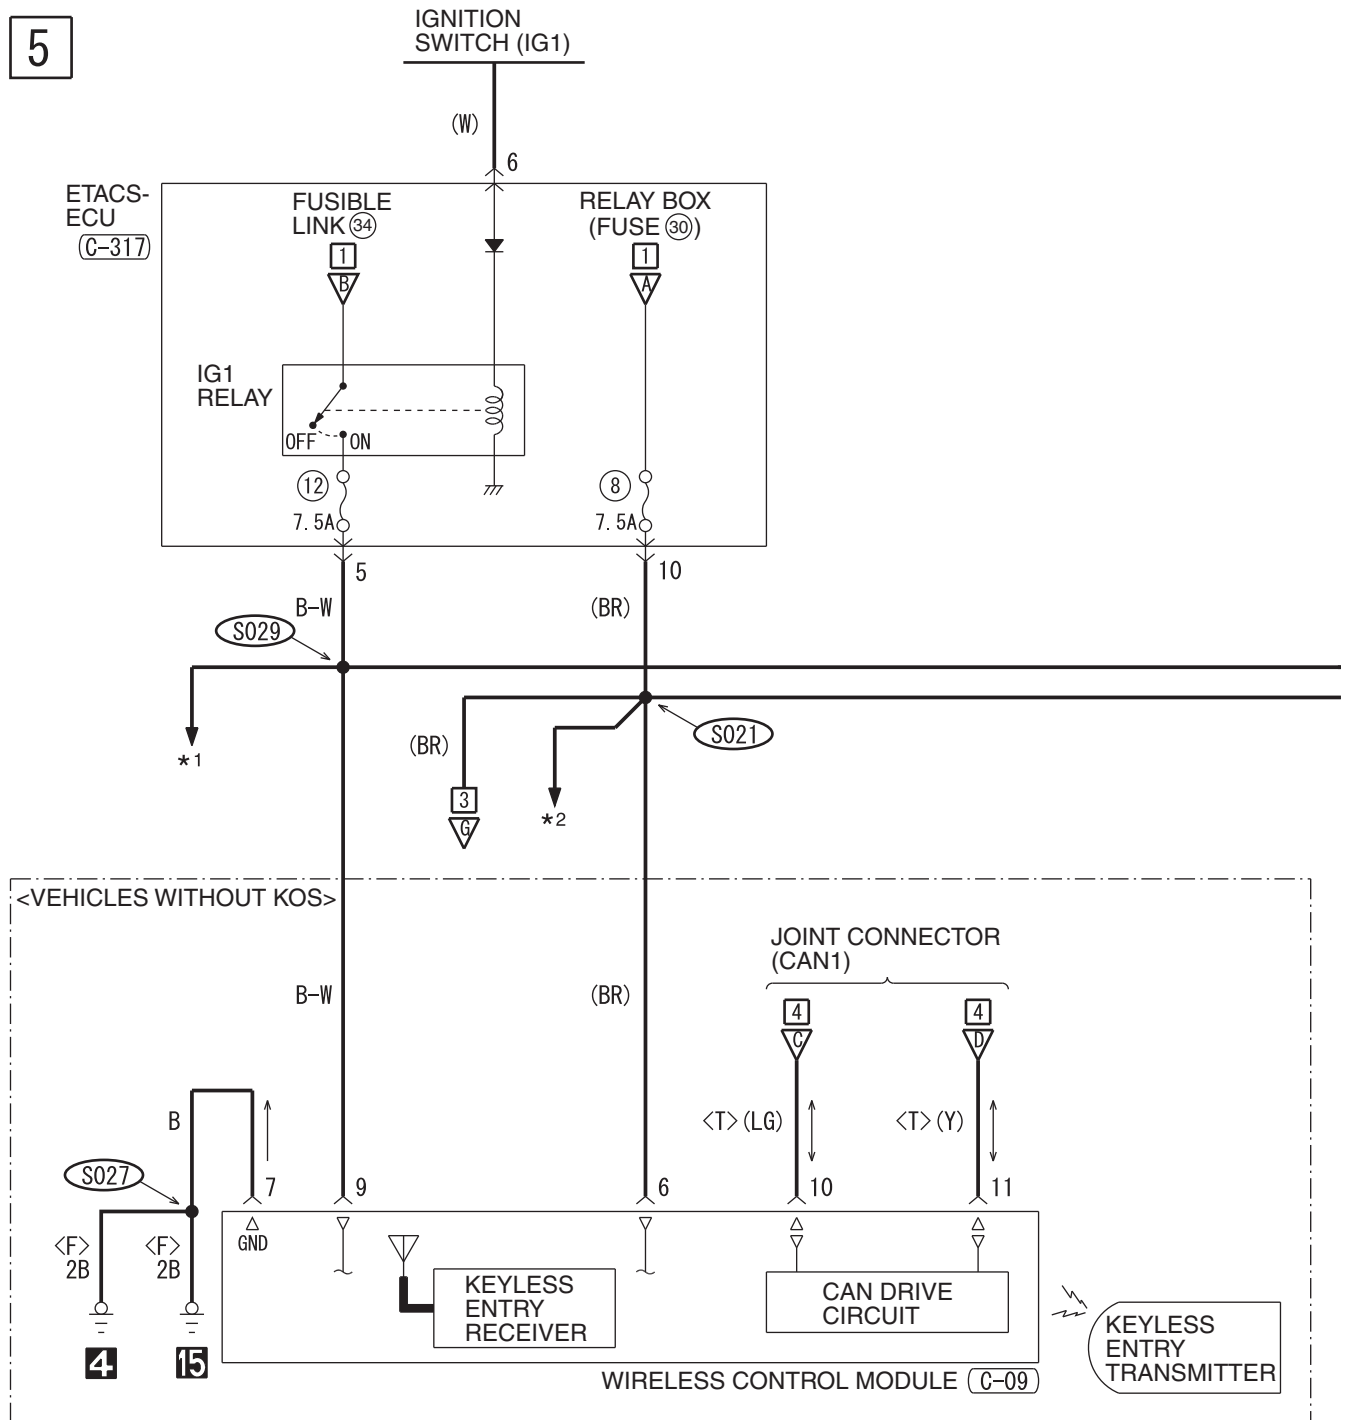 5
IGNITION
SWITCH (IG1)
(W)
6
ETACS-
ECU
C-317
FUSIBLE
LINK 34
1
B
RELAY BOX
(FUSE 30)
1
A
IG1
RELAY
OFF ON
12
7.5A
8
7.5A
5
10
B-W
(BR)
S029
S021
*1
(BR)
3
G
*2
<VEHICLES WITHOUT KOS>
JOINT CONNECTOR
(CAN1)
B-W
(BR)
4
C
4
D
B
<T>(LG)
<T>(Y)
S027
7
9
6
10
11
<F>
2B
<F>
2B
GND
KEYLESS
ENTRY
RECEIVER
CAN DRIVE
CIRCUIT
KEYLESS
ENTRY
TRANSMITTER
4
15
WIRELESS CONTROL MODULE C-09